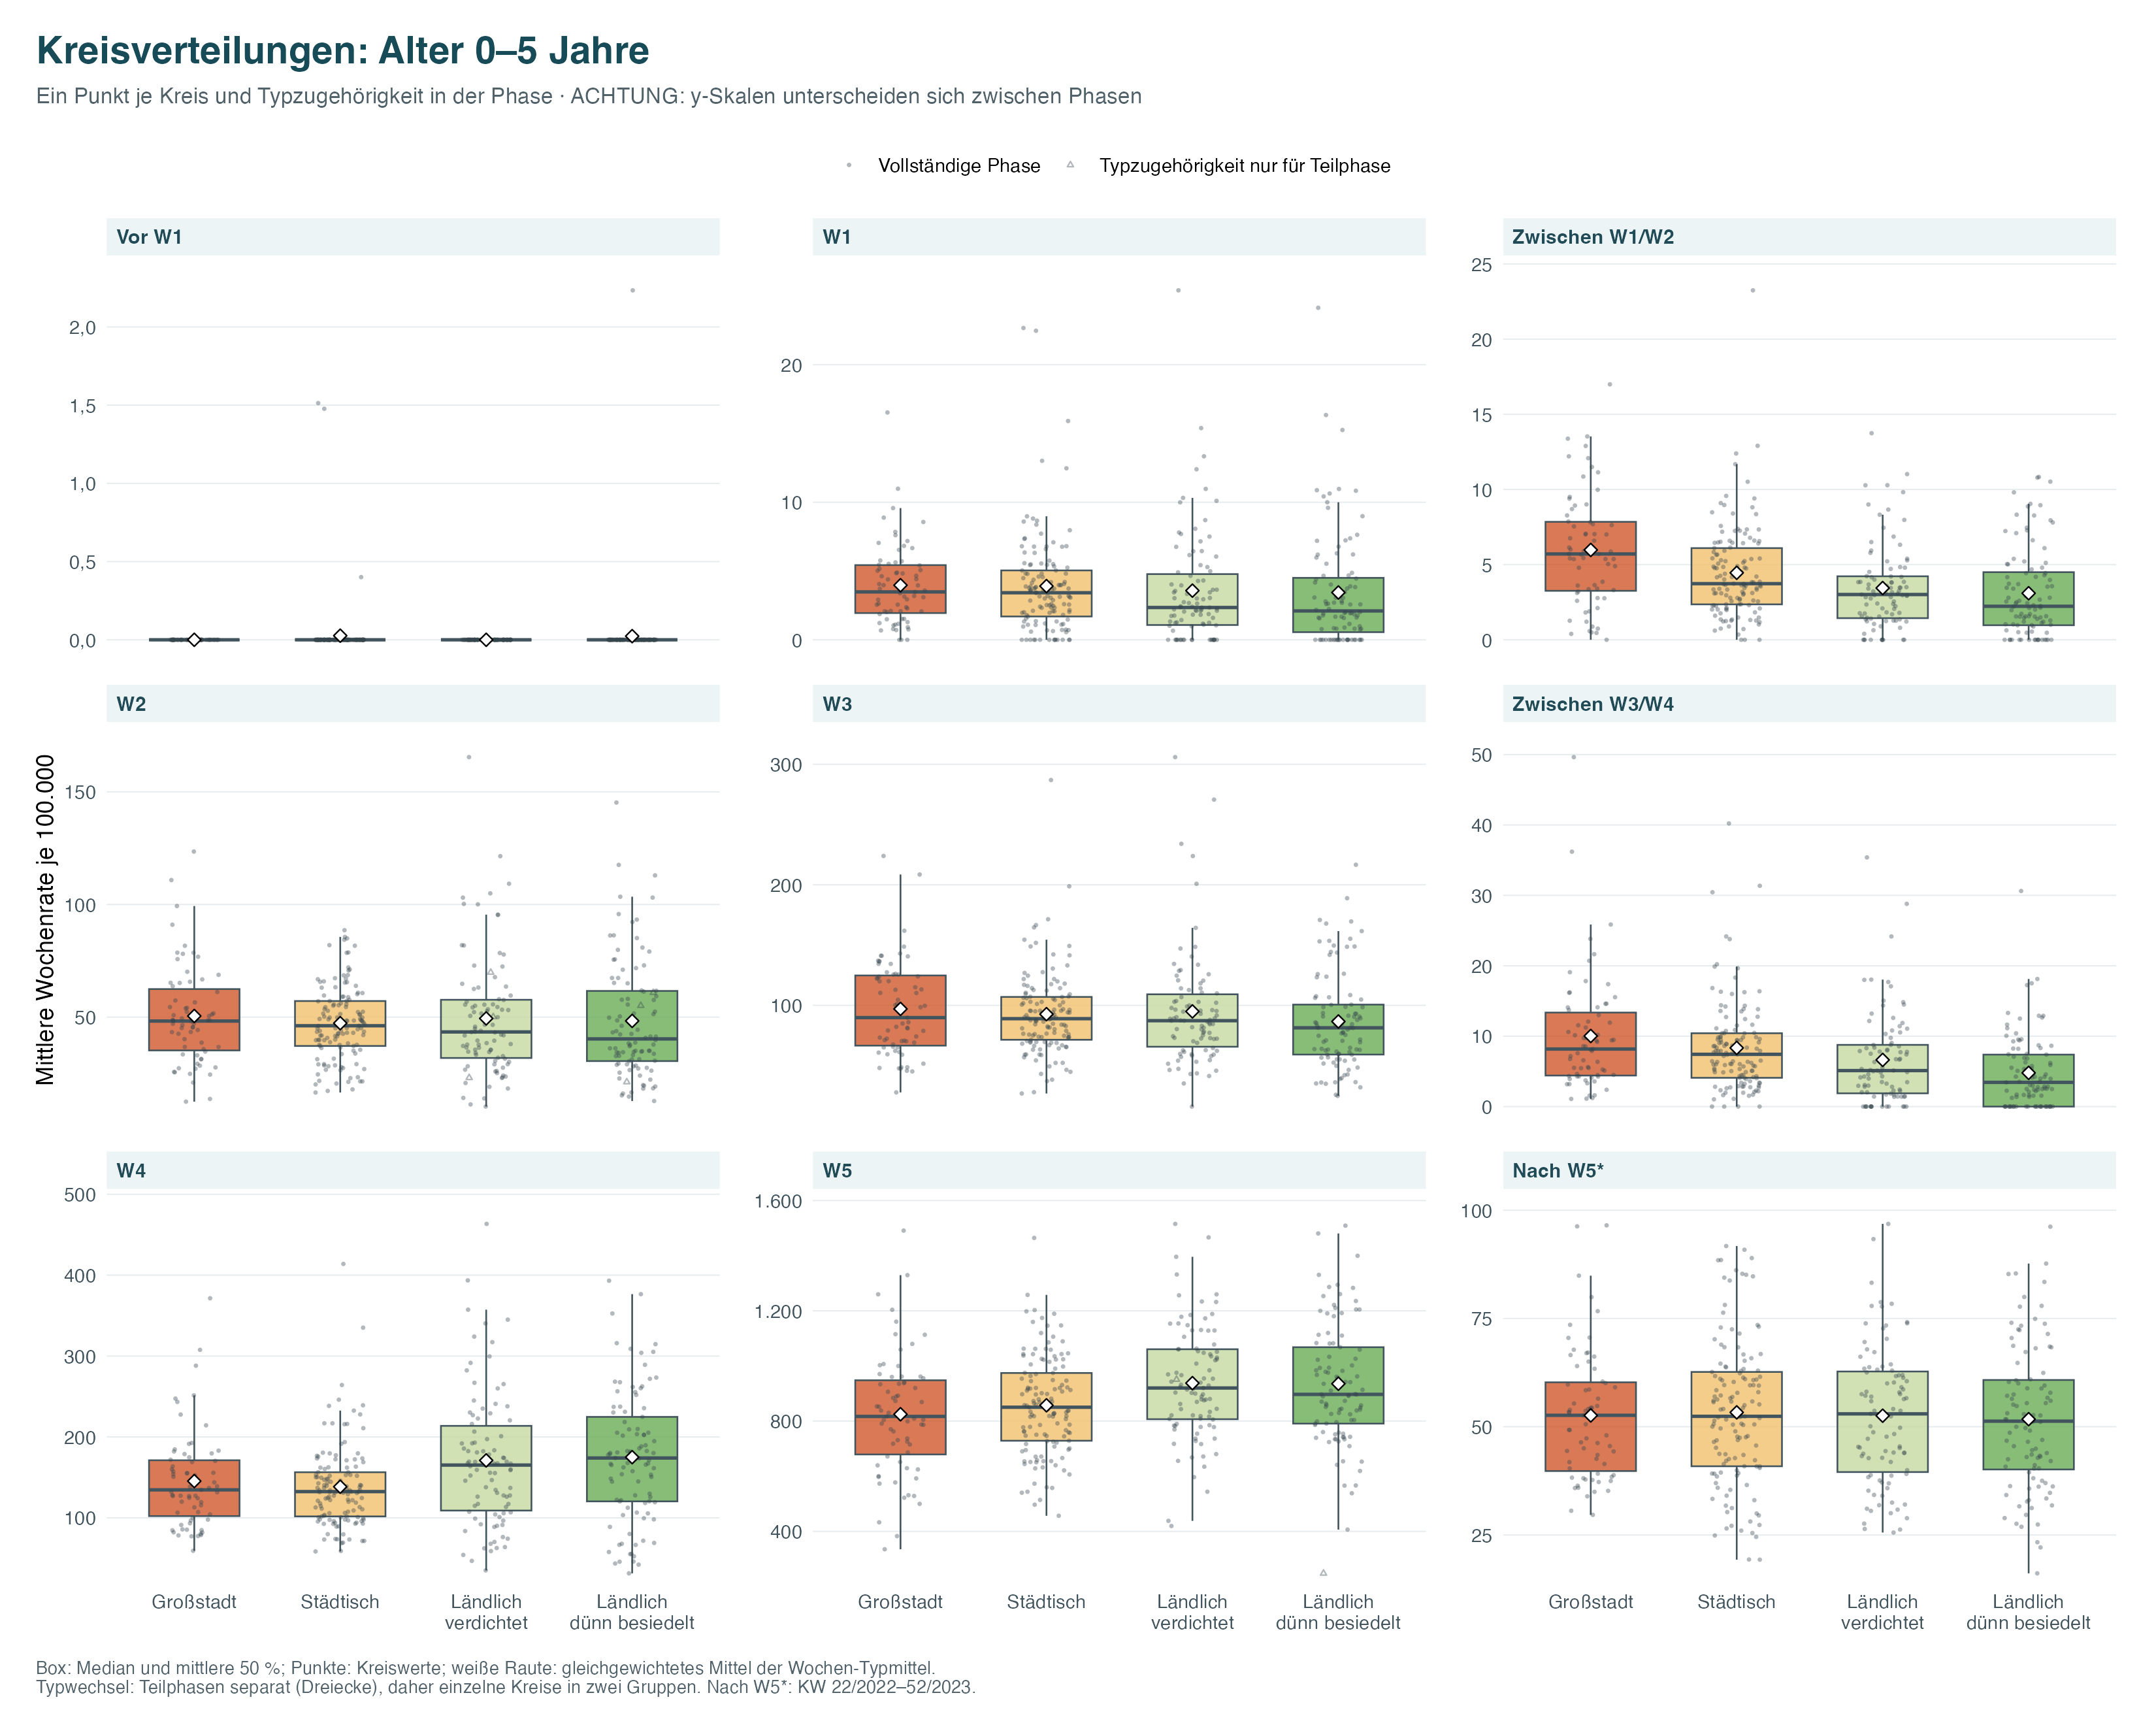 Kreisverteilungen: Alter 0–5 Jahre
Ein Punkt je Kreis und Typzugehörigkeit in der Phase · ACHTUNG: y-Skalen unterscheiden sich zwischen Phasen
Vollständige Phase
Typzugehörigkeit nur für Teilphase
Mittlere Wochenrate je 100.000
Vor W1
2,0
1,5
1,0
0,5
0,0
W1
20
10
0
Zwischen W1/W2
25
20
15
10
5
0
W2
150
100
50
W3
300
200
100
Zwischen W3/W4
50
40
30
20
10
0
W4
500
400
300
200
100
Großstadt
Städtisch
Ländlich
verdichtet
Ländlich
dünn besiedelt
W5
1.600
1.200
800
400
Großstadt
Städtisch
Ländlich
verdichtet
Ländlich
dünn besiedelt
Nach W5*
100
75
50
25
Großstadt
Städtisch
Ländlich
verdichtet
Ländlich
dünn besiedelt
Box: Median und mittlere 50 %; Punkte: Kreiswerte; weiße Raute: gleichgewichtetes Mittel der Wochen-Typmittel.
Typwechsel: Teilphasen separat (Dreiecke), daher einzelne Kreise in zwei Gruppen. Nach W5*: KW 22/2022–52/2023.